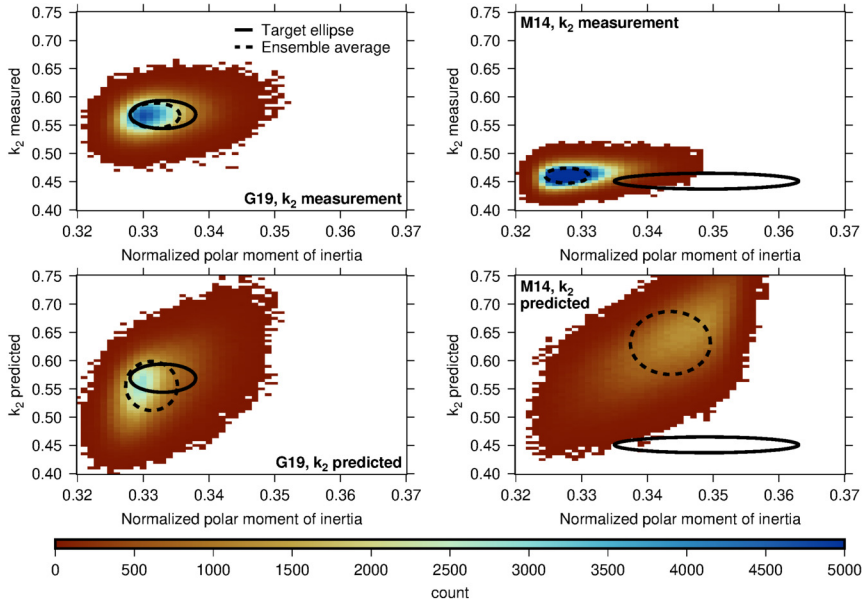 Target ellipse
Ensemble average
G19, k2 measurement
k2 measured
0.75
0.70
0.65
0.60
0.55
0.50
0.45
0.40
0.32 0.33 0.34 0.35 0.36 0.37
Normalized polar moment of inertia
M14, k2 measurement
k2 measured
0.75
0.70
0.65
0.60
0.55
0.50
0.45
0.40
0.32 0.33 0.34 0.35 0.36 0.37
Normalized polar moment of inertia
G19, k2 predicted
k2 predicted
0.75
0.70
0.65
0.60
0.55
0.50
0.45
0.40
0.32 0.33 0.34 0.35 0.36 0.37
Normalized polar moment of inertia
M14, k2
predicted
k2 predicted
0.75
0.70
0.65
0.60
0.55
0.50
0.45
0.40
0.32 0.33 0.34 0.35 0.36 0.37
Normalized polar moment of inertia
0 500 1000 1500 2000 2500 3000 3500 4000 4500 5000
count